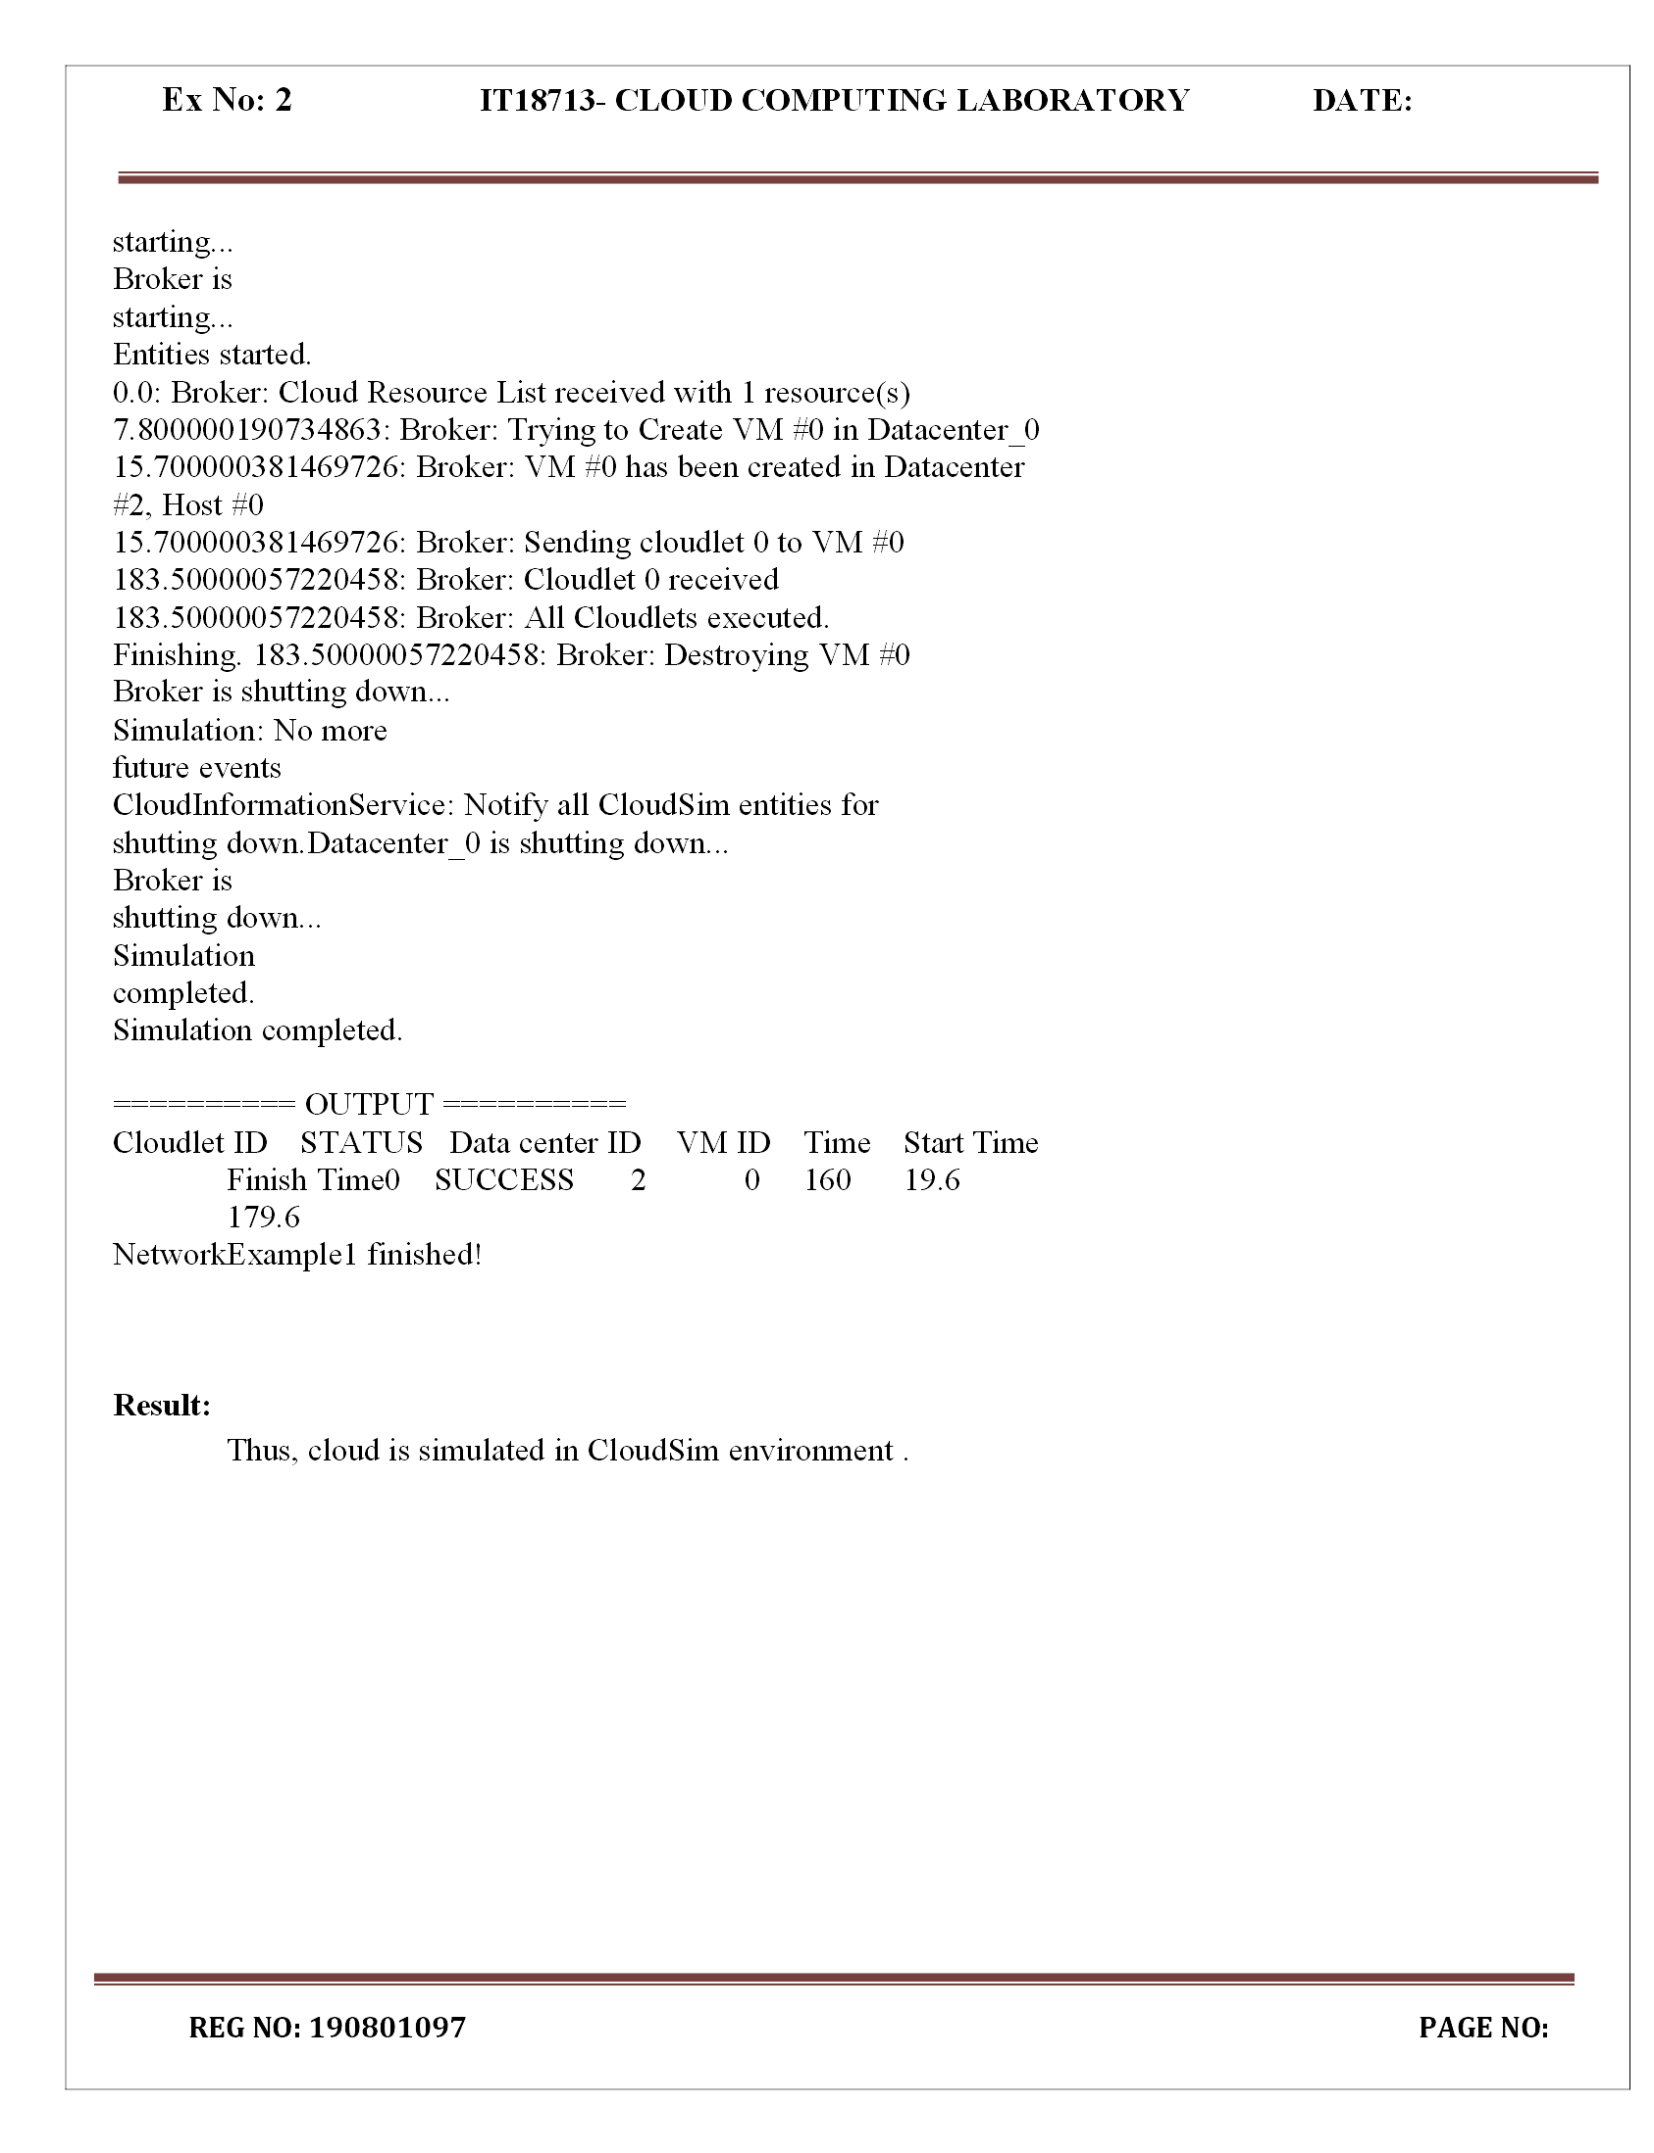 Ex No: 2 IT18713- CLOUD COMPUTING LABORATORY DATE:
starting...
Broker is
starting...
Entities started.
0.0: Broker: Cloud Resource List received with 1 resource(s)
7.800000190734863: Broker: Trying to Create VM #0 in Datacenter_0
15.700000381469726: Broker: VM #0 has been created in Datacenter
#2, Host #0
15.700000381469726: Broker: Sending cloudlet 0 to VM #0
183.50000057220458: Broker: Cloudlet 0 received
183.50000057220458: Broker: All Cloudlets executed.
Finishing. 183.50000057220458: Broker: Destroying VM #0
Broker is shutting down...
Simulation: No more
future events
CloudInformationService: Notify all CloudSim entities for
shutting down.Datacenter_0 is shutting down...
Broker is
shutting down...
Simulation
completed.
Simulation completed.
========== OUTPUT ==========
Cloudlet ID STATUS Data center ID VM ID Time Start Time
Finish Time0 SUCCESS 2 0 160 19.6
179.6
NetworkExample1 finished!
Result:
Thus, cloud is simulated in CloudSim environment .
REG NO: 190801097 PAGE NO: